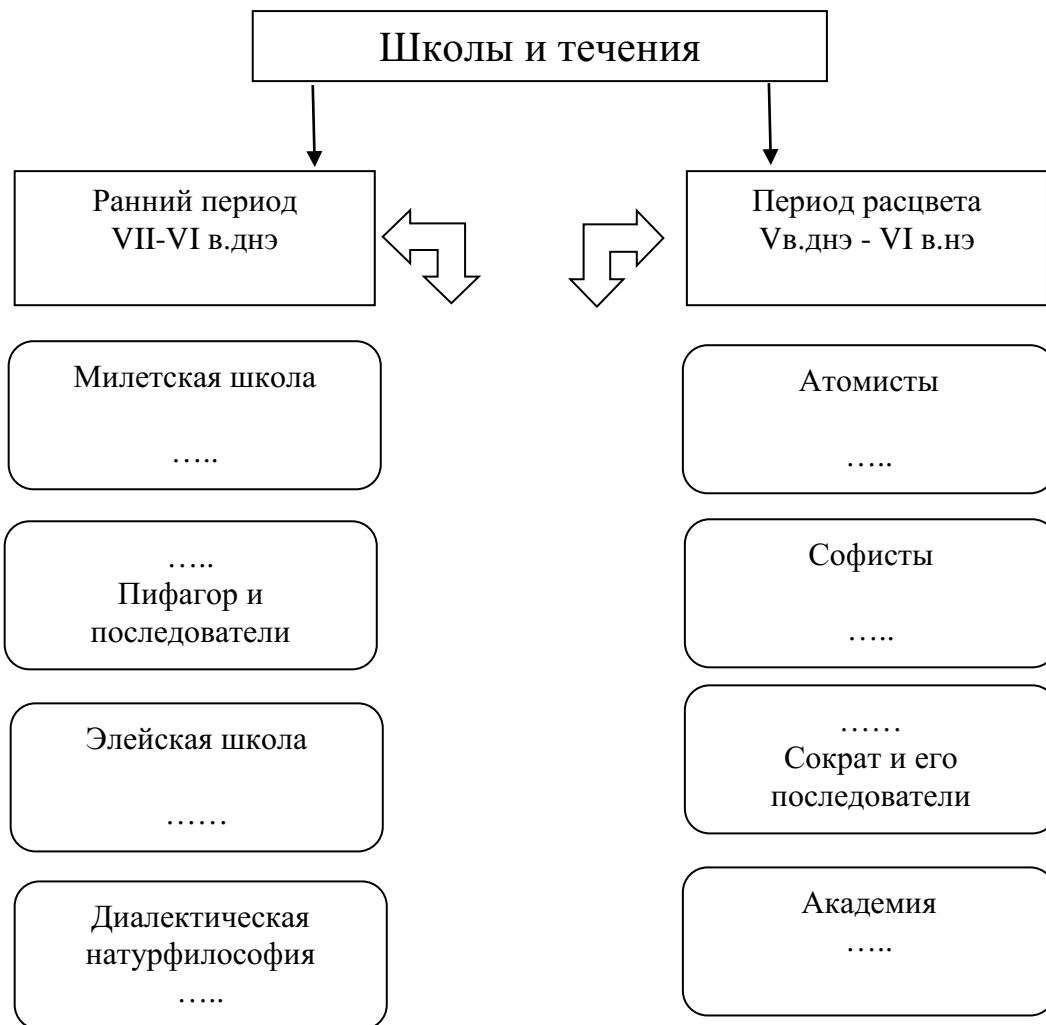 Школы и течения
Ранний период
VII-VI в.днэ
Период расцвета
Vв.днэ - VI в.нэ
Милетская школа
…..
Атомисты
…..
…..
Пифагор и
последователи
Софисты
…..
Элейская школа
……
……
Сократ и его
последователи
Диалектическая
натурфилософия
…..
Академия
…..